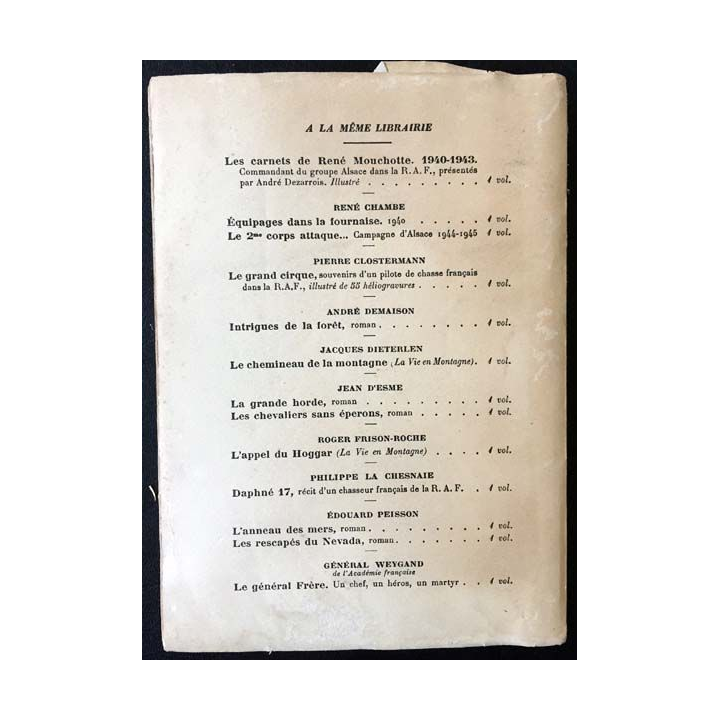 A LA MÊME LIBRAIRIE
Les carnets de René Mouchotte. 1940-1943.
Commandant du groupe Alsace dans la R. A. F., présentés
par André Dezarrois. Illustré . . . . . . . . . 1 vol.
RENÉ CHAMBE
Équipages dans la fournaise. 1940 . . . . . 1 vol.
Le 2me corps attaque... Campagne d'Alsace 1944-1945 1 vol.
PIERRE CLOSTERMANN
Le grand cirque, souvenirs d'un pilote de chasse français
dans la R. A.F., illustré de 55 héliogravures . . . . . 1 vol.
ANDRÉ DEMAISON
Intrigues de la forêt, roman . . . . . . . . 1 vol.
JACQUES DIETERLEN
Le chemineau de la montagne (La Vie en Montagne). 1 vol.
JEAN D'ESME
La grande horde, roman . . . . . . . . . 1 vol.
Les chevaliers sans éperons, roman . . . . . 1 vol.
ROGER FRISON-ROCHE
L'appel du Hoggar (La Vie en Montagne) . . . . 1 vol.
PHILIPPE LA CHESNAIE
Daphné 17, récit d'un chasseur français de la R. A. F. . . 1 vol.
ÉDOUARD PEISSON
L'anneau des mers, roman . . . . . . . . . 1 vol.
Les rescapés du Nevada, roman . . . . . . . 1 vol.
GÉNÉRAL WEYGAND
de l'Académie française
Le général Frère. Un chef, un héros, un martyr . . 1 vol.